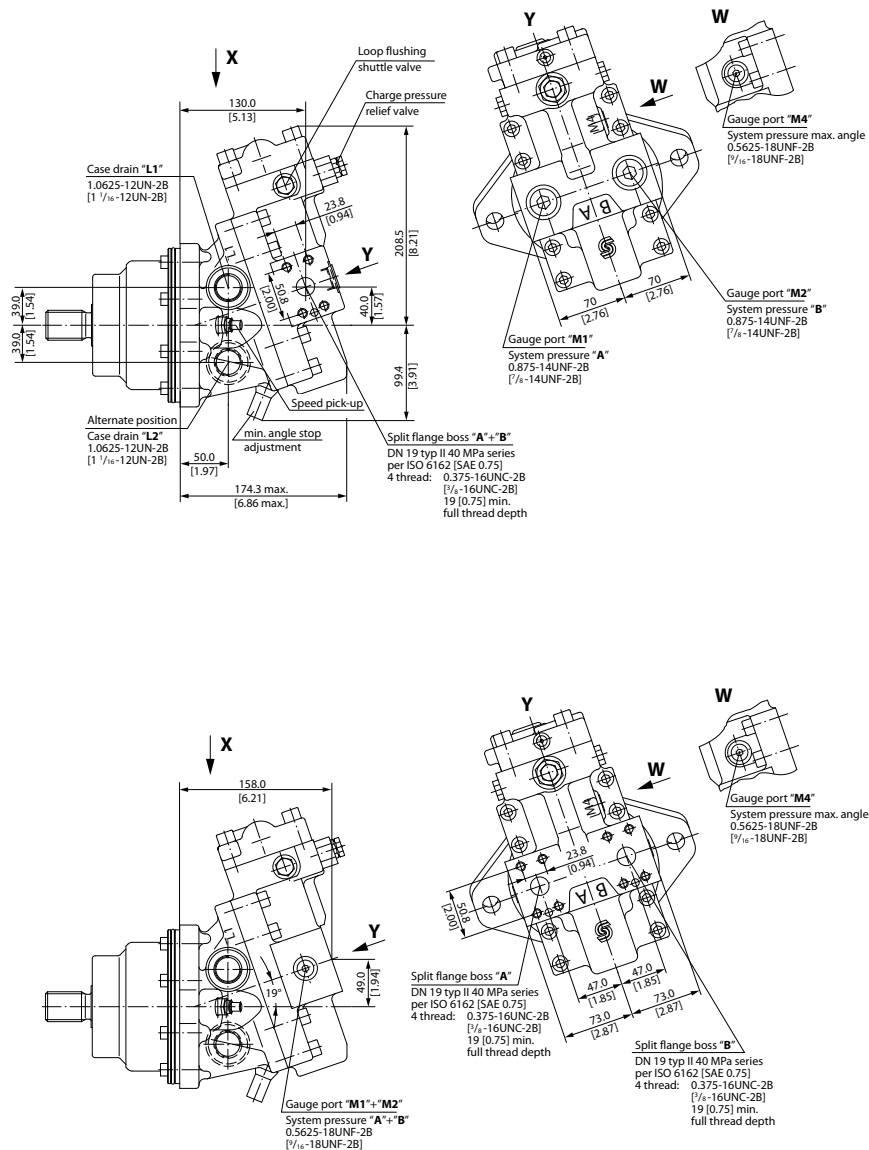 X
Loop flushing
shuttle valve
130.0
[5.13]
Charge pressure
relief valve
Case drain "L1"
1.0625-12UN-2B
[1 1/16-12UN-2B]
23.8
[0.94]
208.5
[8.21]
Y
50.8
[2.00]
39.0
[1.54]
40.0
[1.57]
39.0
[1.54]
99.4
[3.91]
Speed pick-up
Alternate position
Case drain "L2"
1.0625-12UN-2B
[1 1/16-12UN-2B]
min. angle stop
adjustment
50.0
[1.97]
174.3 max.
[6.86 max.]
Split flange boss "A"+"B"
DN 19 typ II 40 MPa series
per ISO 6162 [SAE 0.75]
4 thread: 0.375-16UNC-2B
[3/8-16UNC-2B]
19 [0.75] min.
full thread depth
Y
W
W
M4
Gauge port "M4"
System pressure max. angle
0.5625-18UNF-2B
[9/16-18UNF-2B]
B A
S
70
[2.76]
70
[2.76]
Gauge port "M2"
System pressure "B"
0.875-14UNF-2B
[7/8-14UNF-2B]
Gauge port "M1"
System pressure "A"
0.875-14UNF-2B
[7/8-14UNF-2B]
X
158.0
[6.21]
Y
49.0
[1.94]
19°
Gauge port "M1"+"M2"
System pressure "A"+"B"
0.5625-18UNF-2B
[9/16-18UNF-2B]
Y
W
W
M4
Gauge port "M4"
System pressure max. angle
0.5625-18UNF-2B
[9/16-18UNF-2B]
23.8
[0.94]
50.8
[2.00]
B A
S
47.0
[1.85]
47.0
[1.85]
73.0
[2.87]
73.0
[2.87]
Split flange boss "A"
DN 19 typ II 40 MPa series
per ISO 6162 [SAE 0.75]
4 thread: 0.375-16UNC-2B
[3/8-16UNC-2B]
19 [0.75] min.
full thread depth
Split flange boss "B"
DN 19 typ II 40 MPa series
per ISO 6162 [SAE 0.75]
4 thread: 0.375-16UNC-2B
[3/8-16UNC-2B]
19 [0.75] min.
full thread depth